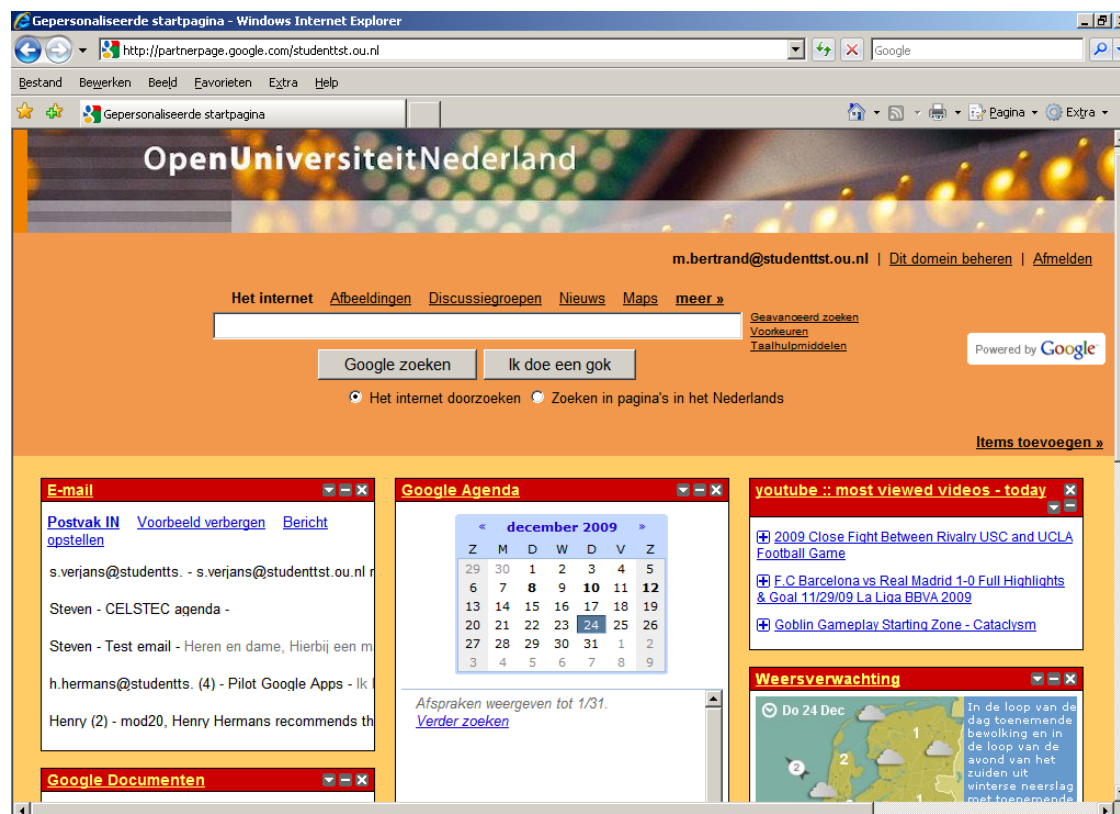 Gepersonaliseerde startpagina - Windows Internet Explorer
http://partnerpage.google.com/studenttst.ou.nl
Google
Bestand Bewerken Beeld Favorieten Extra Help
Gepersonaliseerde startpagina
Pagina Extra
OpenUniversiteitNederland
m.bertrand@studenttst.ou.nl | Dit domein beheren | Afmelden
Het internet Afbeeldingen Discussiegroepen Nieuws Maps meer »
Geavanceerd zoeken
Voorkeuren
Taalhulpmiddelen
Powered by Google
Google zoeken Ik doe een gok
Het internet doorzoeken Zoeken in pagina's in het Nederlands
Items toevoegen »
E-mail
Postvak IN Voorbeeld verbergen Bericht
opstellen
s.verjans@studentts. - s.verjans@studenttst.ou.nl
Steven - CELSTEC agenda -
Steven - Test email - Heren en dame, Hierbij een
h.hermans@studentts. (4) - Pilot Google Apps - Ik
Henry (2) - mod20, Henry Hermans recommends th
Google Documenten
Google Agenda
« december 2009 »
Z M D W D V Z
29 30 1 2 3 4 5
6 7 8 9 10 11 12
13 14 15 16 17 18 19
20 21 22 23 24 25 26
27 28 29 30 31 1 2
3 4 5 6 7 8 9
Afspraken weergeven tot 1/31.
Verder zoeken
youtube :: most viewed videos - today
2009 Close Fight Between Rivalry USC and UCLA
Football Game
F.C Barcelona vs Real Madrid 1-0 Full Highlights
& Goal 11/29/09 La Liga BBVA 2009
Goblin Gameplay Starting Zone - Cataclysm
Weersverwachting
Do 24 Dec
1
2
2
1
In de loop van de
dag toenemende
bewolking en in
de loop van de
avond van het
zuiden uit
winterse neerslag
met toenemende